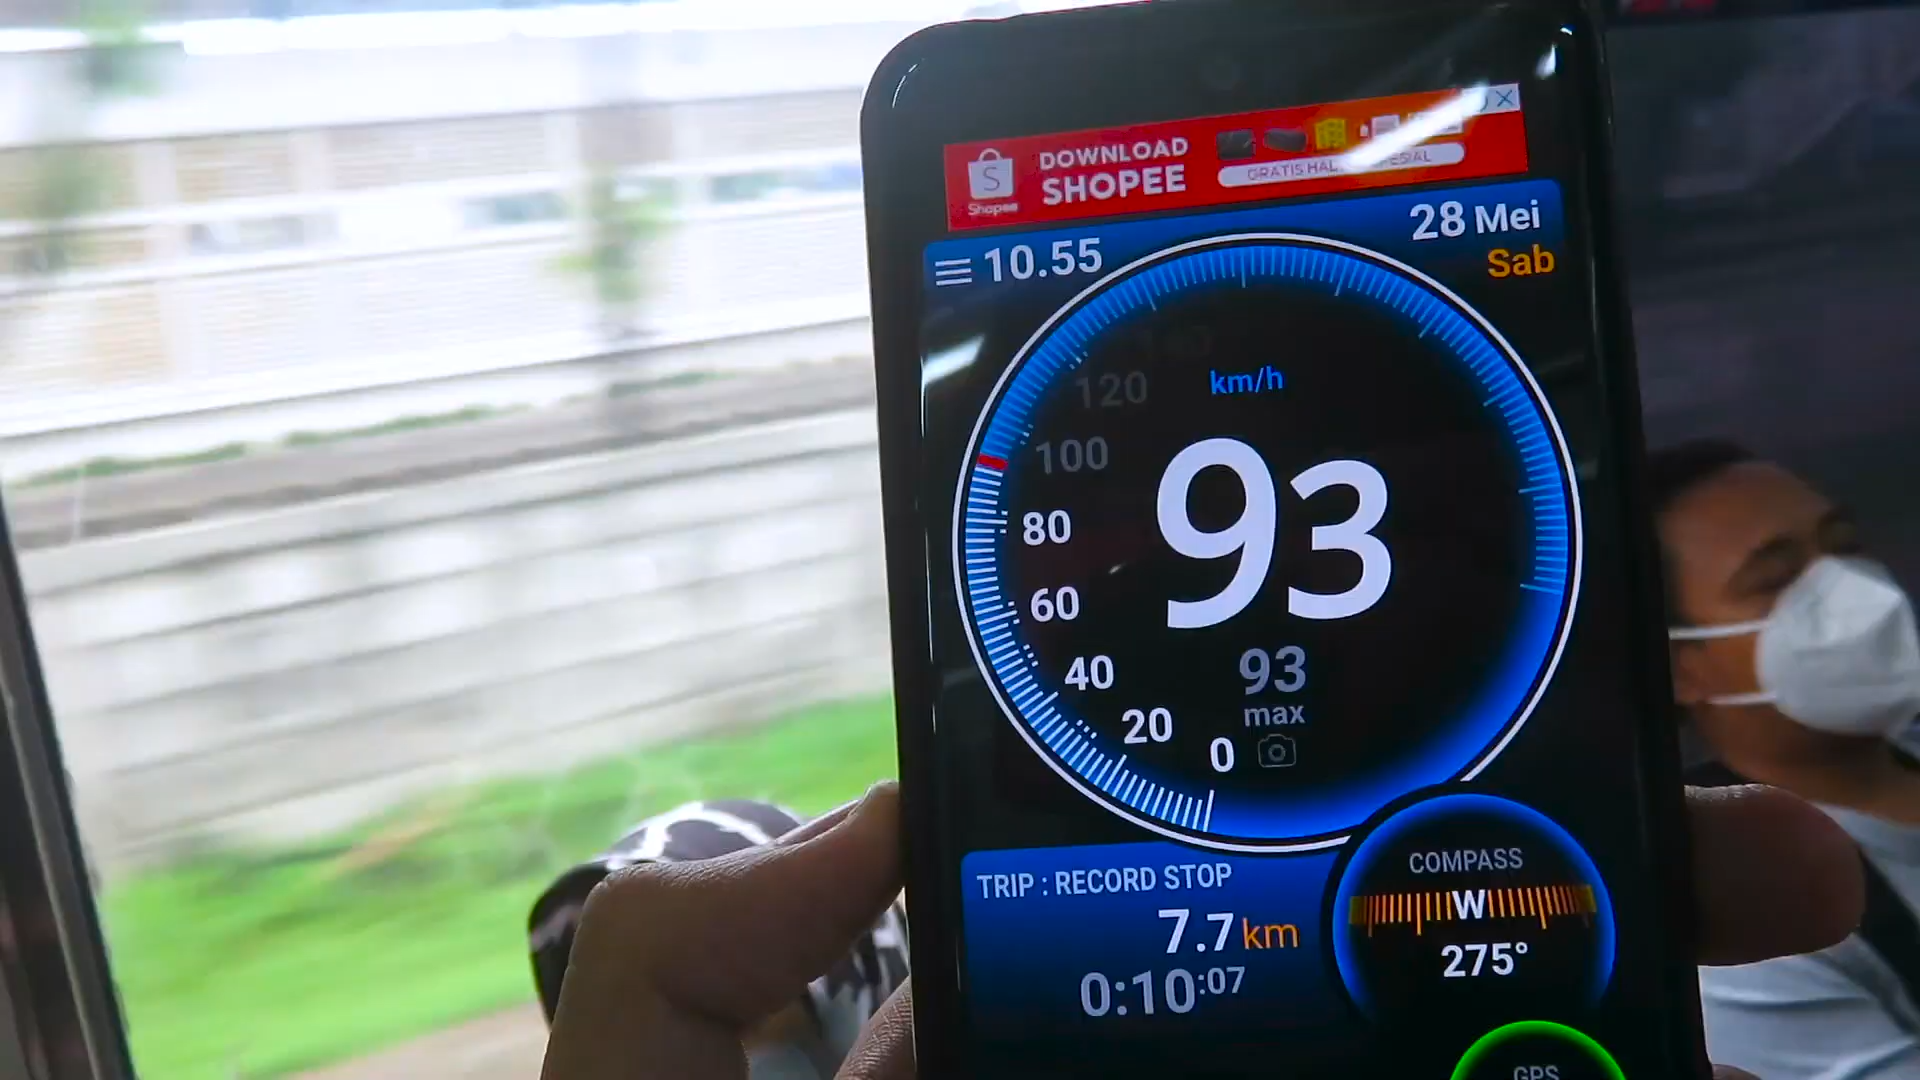 DOWNLOAD
SHOPEE
Shopee
GRATIS
28 Mei
10.55
Sab
120
km/h
100
93
80
60
40
93
max
20
0
TRIP : RECORD STOP
7.7 km
0:10:07
COMPASS
W
275°
GPS